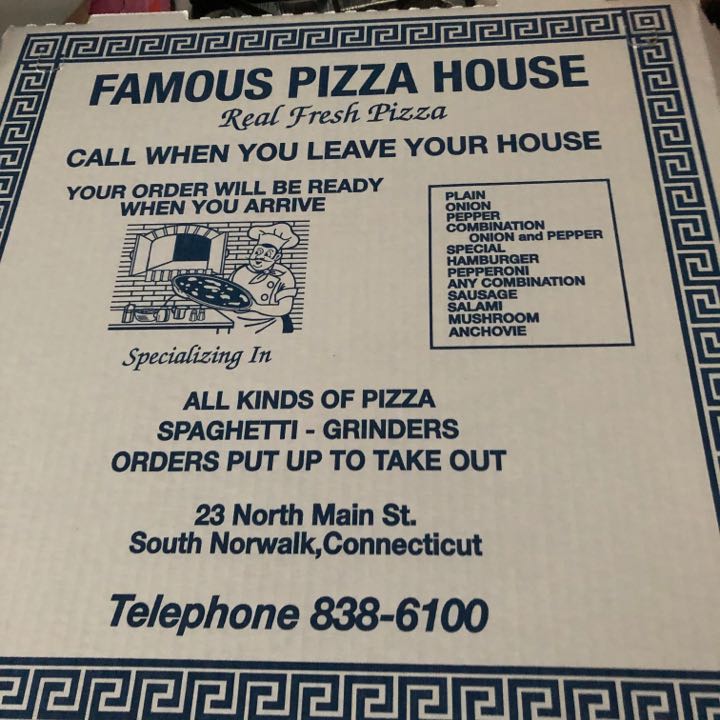 FAMOUS PIZZA HOUSE
Real Fresh Pizza
CALL WHEN YOU LEAVE YOUR HOUSE
YOUR ORDER WILL BE READY
WHEN YOU ARRIVE
PLAIN
ONION
PEPPER
COMBINATION
ONION and PEPPER
SPECIAL
HAMBURGER
PEPPERONI
ANY COMBINATION
SAUSAGE
SALAMI
MUSHROOM
ANCHOVIE
Specializing In
ALL KINDS OF PIZZA
SPAGHETTI - GRINDERS
ORDERS PUT UP TO TAKE OUT
23 North Main St.
South Norwalk,Connecticut
Telephone 838-6100